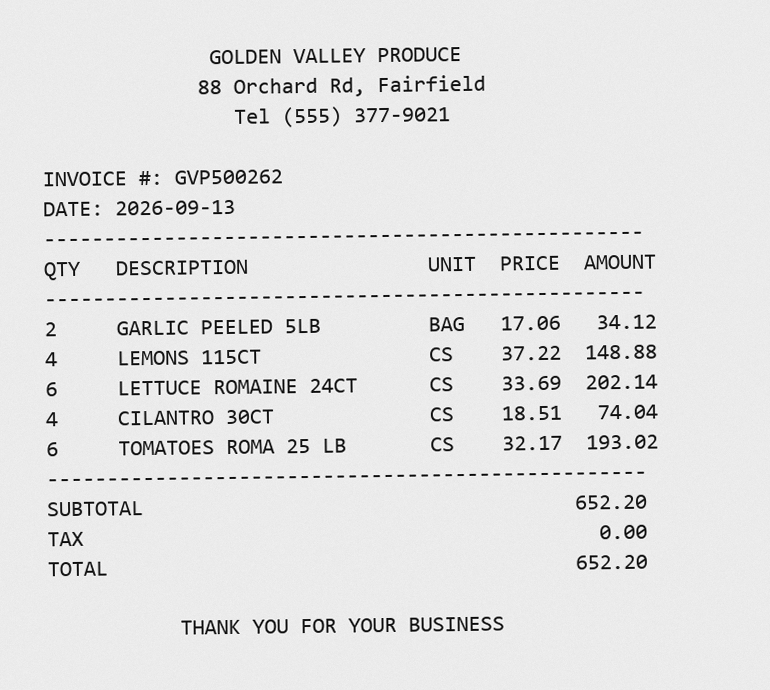 GOLDEN VALLEY PRODUCE
88 Orchard Rd, Fairfield
Tel (555) 377-9021
INVOICE #: GVP500262
DATE: 2026-09-13
--------------------------------------------------
QTY DESCRIPTION UNIT PRICE AMOUNT
--------------------------------------------------
2 GARLIC PEELED 5LB BAG 17.06 34.12
4 LEMONS 115CT CS 37.22 148.88
6 LETTUCE ROMAINE 24CT CS 33.69 202.14
4 CILANTRO 30CT CS 18.51 74.04
6 TOMATOES ROMA 25 LB CS 32.17 193.02
--------------------------------------------------
SUBTOTAL 652.20
TAX 0.00
TOTAL 652.20
THANK YOU FOR YOUR BUSINESS